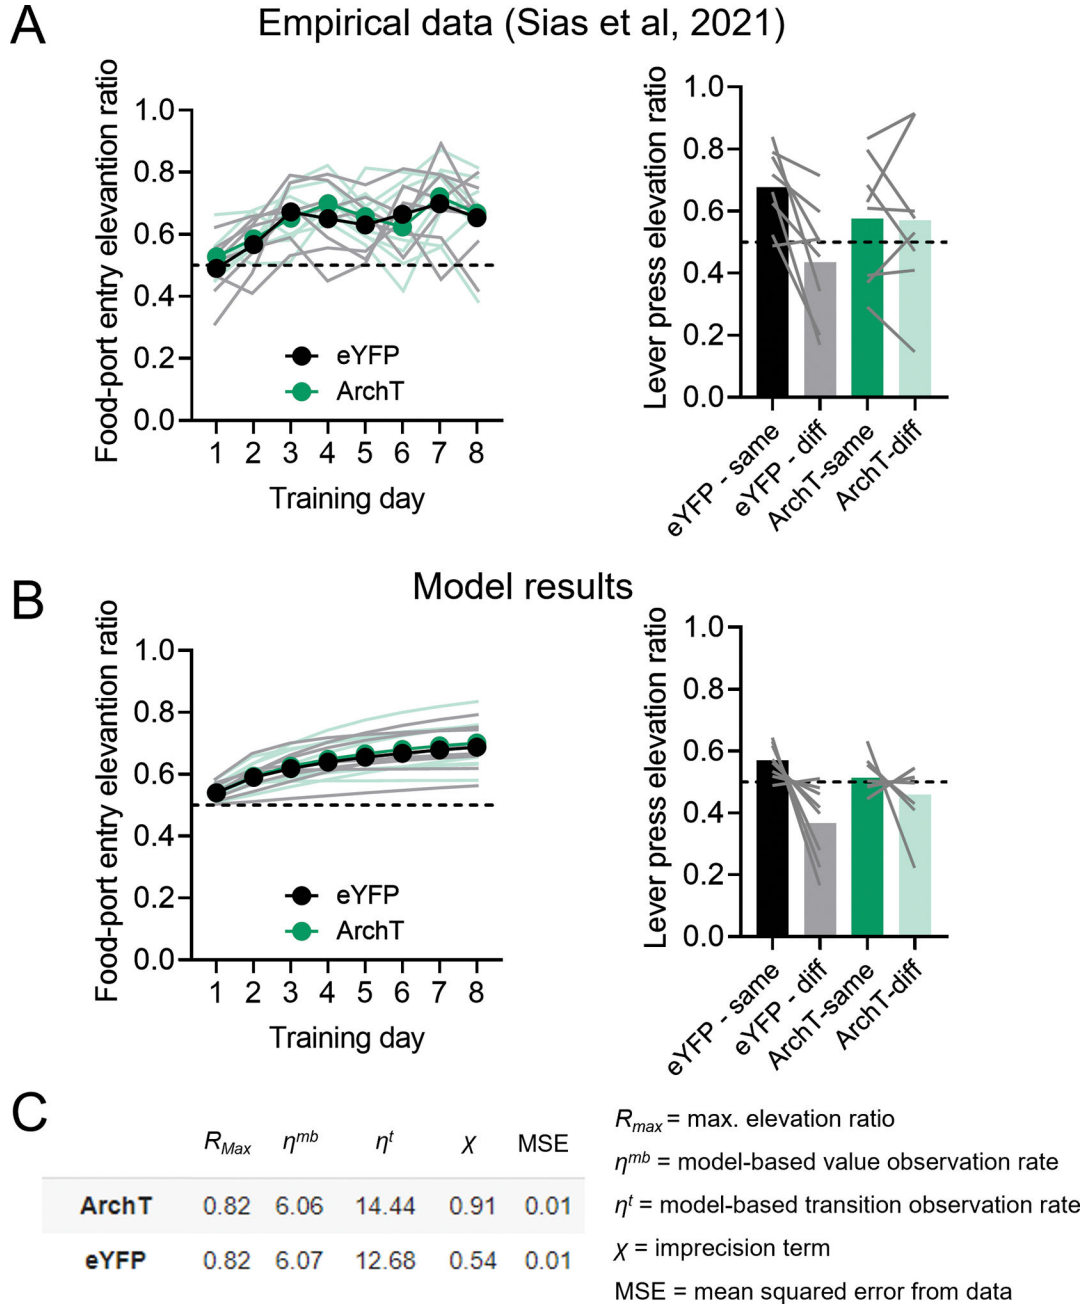 A
Empirical data (Sias et al, 2021)
Food-port entry elevantion ratio
1.0
0.8
0.6
0.4
0.2
0.0
eYFP
ArchT
1 2 3 4 5 6 7 8
Training day
Lever press elevation ratio
1.0
0.8
0.6
0.4
0.2
0.0
eYFP - same
eYFP - diff
ArchT-same
ArchT-diff
B
Model results
Food-port entry elevantion ratio
1.0
0.8
0.6
0.4
0.2
0.0
eYFP
ArchT
1 2 3 4 5 6 7 8
Training day
Lever press elevation ratio
1.0
0.8
0.6
0.4
0.2
0.0
eYFP - same
eYFP - diff
ArchT-same
ArchT-diff
C
R_Max η^mb η^t χ MSE
ArchT 0.82 6.06 14.44 0.91 0.01
eYFP 0.82 6.07 12.68 0.54 0.01
R_max = max. elevation ratio
η^mb = model-based value observation rate
η^t = model-based transition observation rate
χ = imprecision term
MSE = mean squared error from data